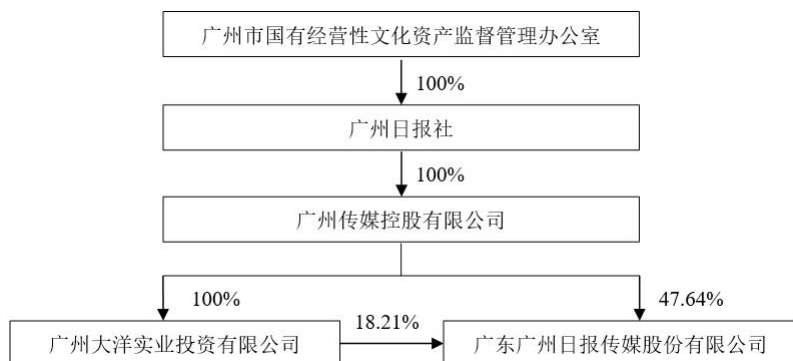 广州市国有经营性文化资产监督管理办公室
100%
广州日报社
100%
广州传媒控股有限公司
100%
47.64%
广州大洋实业投资有限公司
18.21%
广东广州日报传媒股份有限公司